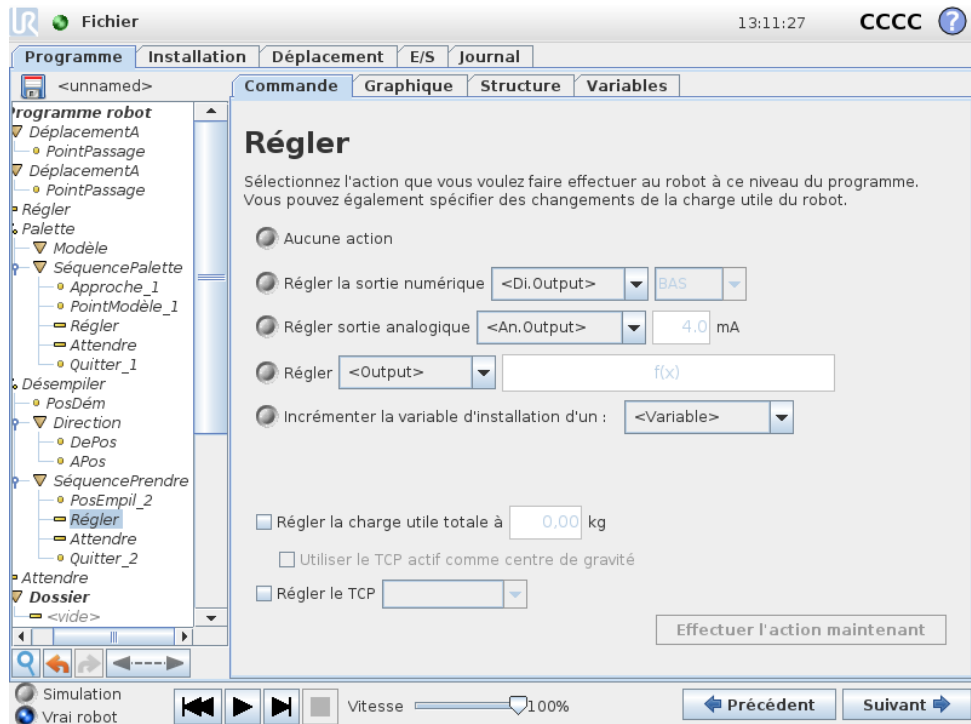 UR Fichier 13:11:27 CCCC ?
Programme Installation Déplacement E/S Journal
<unnamed>
Commande Graphique Structure Variables
Programme robot
DéplacementA
PointPassage
DéplacementA
PointPassage
Régler
Palette
Modèle
SéquencePalette
Approche_1
PointModèle_1
Régler
Attendre
Quitter_1
Désempiler
PosDém
Direction
DePos
APos
SéquencePrendre
PosEmpil_2
Régler
Attendre
Quitter_2
Attendre
Dossier
<vide>
Régler
Sélectionnez l'action que vous voulez faire effectuer au robot à ce niveau du programme.
Vous pouvez également spécifier des changements de la charge utile du robot.
Aucune action
Régler la sortie numérique <Di.Output> BAS
Régler sortie analogique <An.Output> 4.0 mA
Régler <Output> f(x)
Incrémenter la variable d'installation d'un : <Variable>
Régler la charge utile totale à 0,00 kg
Utiliser le TCP actif comme centre de gravité
Régler le TCP
Effectuer l'action maintenant
Simulation
Vrai robot
Vitesse 100%
Précédent Suivant